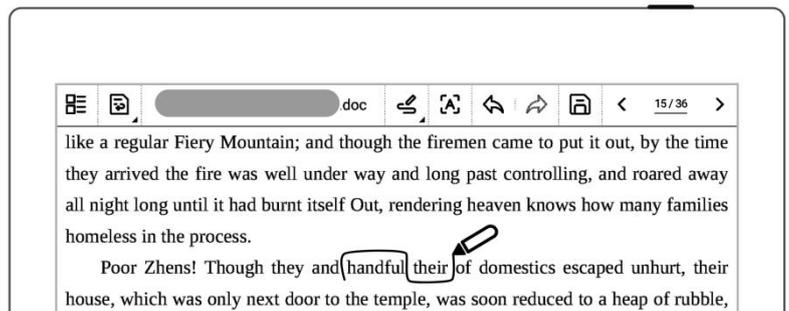 .doc
15/36
like a regular Fiery Mountain; and though the firemen came to put it out, by the time
they arrived the fire was well under way and long past controlling, and roared away
all night long until it had burnt itself Out, rendering heaven knows how many families
homeless in the process.
Poor Zhens! Though they and handful their of domestics escaped unhurt, their
house, which was only next door to the temple, was soon reduced to a heap of rubble,